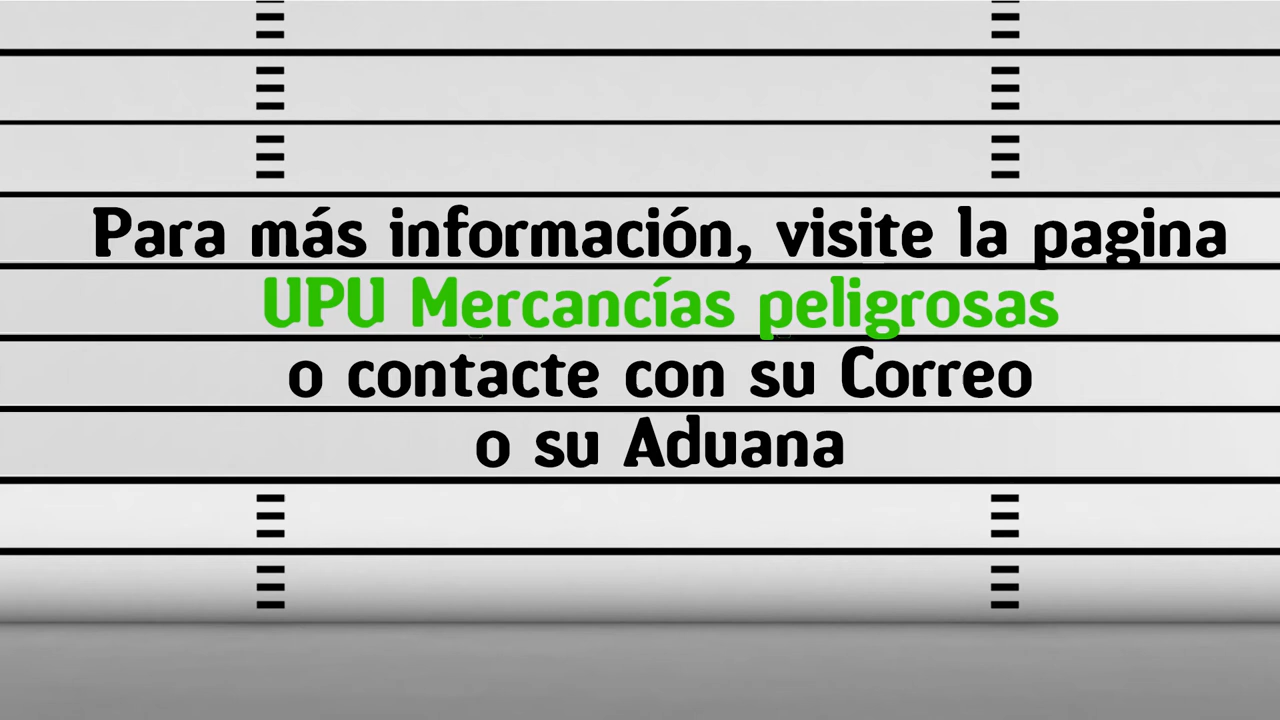 Para más información, visite la pagina
UPU Mercancías peligrosas
o contacte con su Correo
o su Aduana